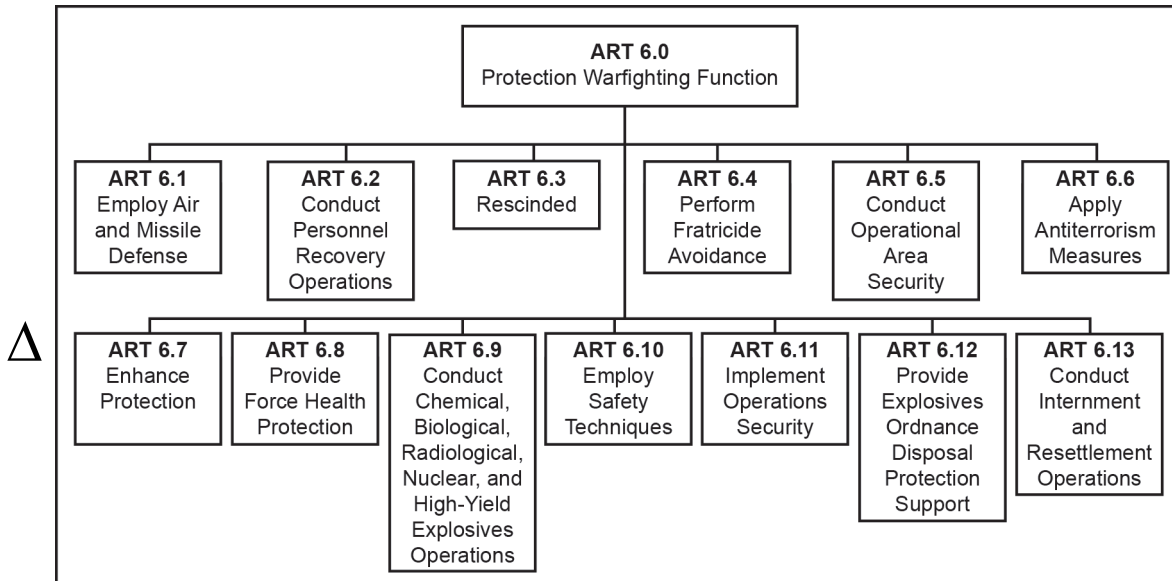 ART 6.0
Protection Warfighting Function
ART 6.1
Employ Air
and Missile
Defense
ART 6.2
Conduct
Personnel
Recovery
Operations
ART 6.3
Rescinded
ART 6.4
Perform
Fratricide
Avoidance
ART 6.5
Conduct
Operational
Area
Security
ART 6.6
Apply
Antiterrorism
Measures
Δ
ART 6.7
Enhance
Protection
ART 6.8
Provide
Force Health
Protection
ART 6.9
Conduct
Chemical,
Biological,
Radiological,
Nuclear, and
High-Yield
Explosives
Operations
ART 6.10
Employ
Safety
Techniques
ART 6.11
Implement
Operations
Security
ART 6.12
Provide
Explosives
Ordnance
Disposal
Protection
Support
ART 6.13
Conduct
Internment
and
Resettlement
Operations